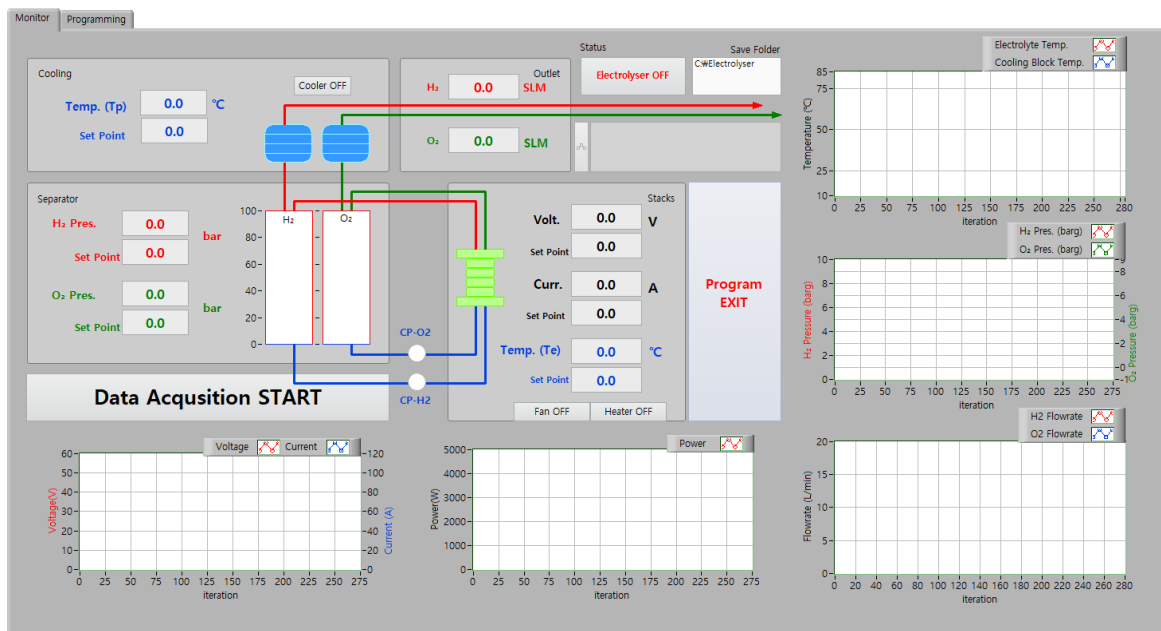 Monitor
Programming
Cooling
Cooler OFF
Temp. (Tp)
0.0
℃
Set Point
0.0
Outlet
H₂
0.0
SLM
O₂
0.0
SLM
Status
Electrolyser OFF
Save Folder
C:₩Electrolyser
Separator
H₂ Pres.
0.0
bar
Set Point
0.0
O₂ Pres.
0.0
bar
Set Point
0.0
100
80
60
40
20
0
H₂
O₂
CP-O2
CP-H2
Stacks
Volt.
0.0
V
Set Point
0.0
Curr.
0.0
A
Set Point
0.0
Temp. (Te)
0.0
℃
Set Point
0.0
Fan OFF
Heater OFF
Program
EXIT
Data Acqusition START
Electrolyte Temp.
Cooling Block Temp.
Temperature (℃)
85
75
50
25
10
0 25 50 75 100 125 150 175 200 225 250 280
iteration
H₂ Pres. (barg)
O₂ Pres. (barg)
H₂ Pressure (barg)
10
8
6
4
2
0
9
8
6
4
2
0
-1
O₂ Pressure (barg)
0 25 50 75 100 125 150 175 200 225 250 275
iteration
H2 Flowrate
O2 Flowrate
Flowrate (L/min)
20
15
10
5
0
0 20 40 60 80 100 120 140 160 180 200 220 240 260 280
iteration
Voltage
Current
Voltage(V)
60
50
40
30
20
10
0
120
100
80
60
40
20
0
Current (A)
0 25 50 75 100 125 150 175 200 225 250 275
iteration
Power
Power(W)
5000
4000
3000
2000
1000
0
0 25 50 75 100 125 150 175 200 225 250 275
iteration